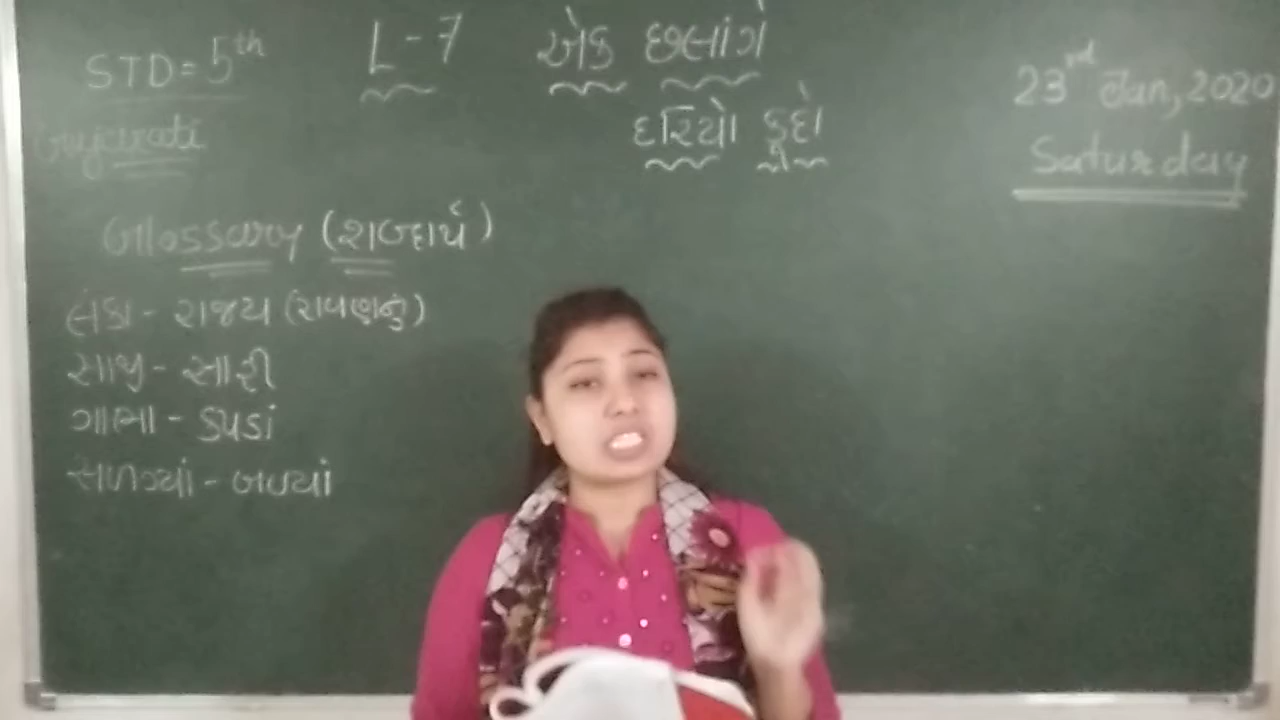 STD = 5th
L - 7
એક છલાંગે
દરિયો કૂદો
23rd Jan, 2020
Saturday
Gujarati
Glossary (શબ્દાર્થ)
લંકા - રાજ્ય (રાવણનું)
સાજુ - સારી
ગાભા - કપડાં
સળગ્યાં - બળ્યાં